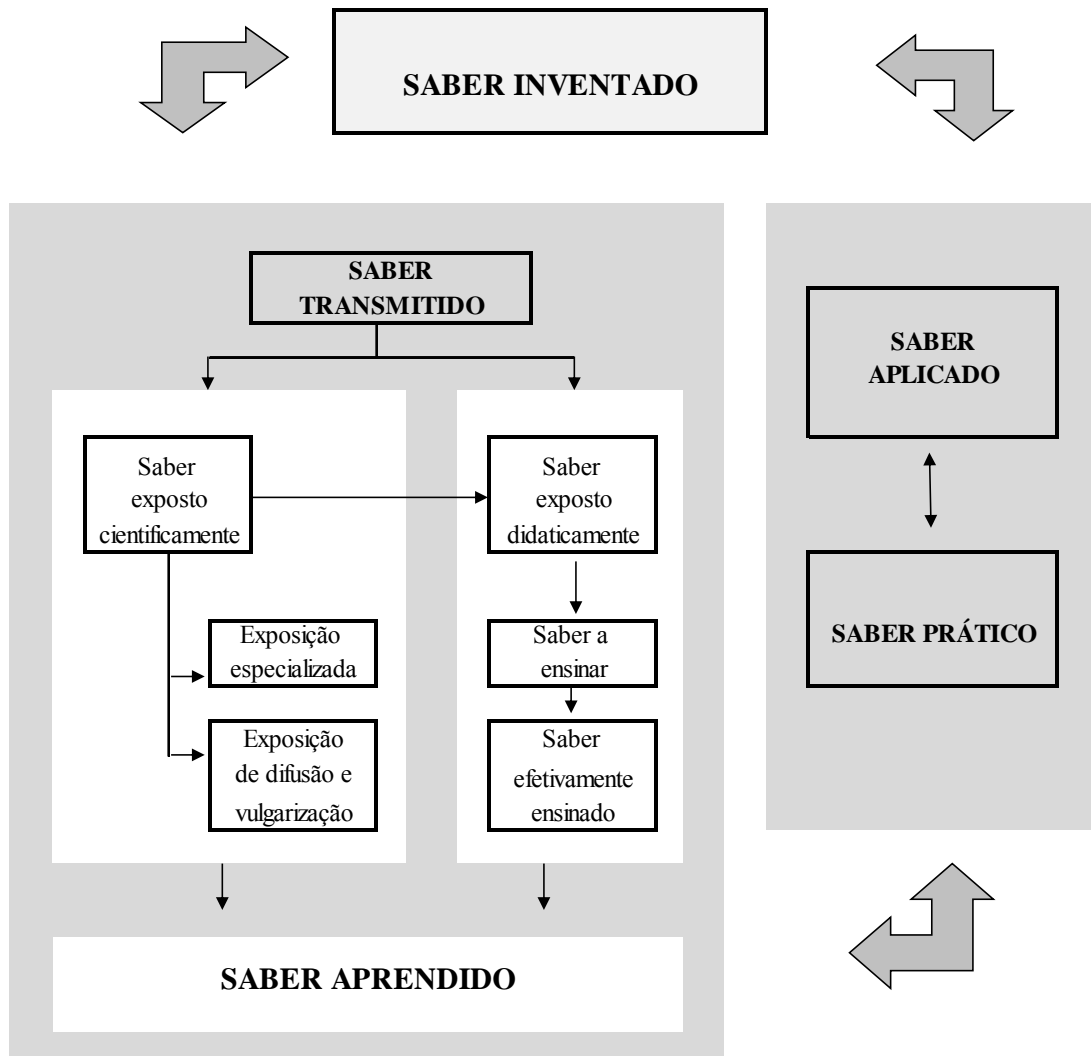 SABER INVENTADO
SABER
TRANSMITIDO
Saber
exposto
cientificamente
Exposição
especializada
Exposição
de difusão e
vulgarização
Saber
exposto
didaticamente
Saber a
ensinar
Saber
efetivamente
ensinado
SABER APRENDIDO
SABER
APLICADO
SABER PRÁTICO